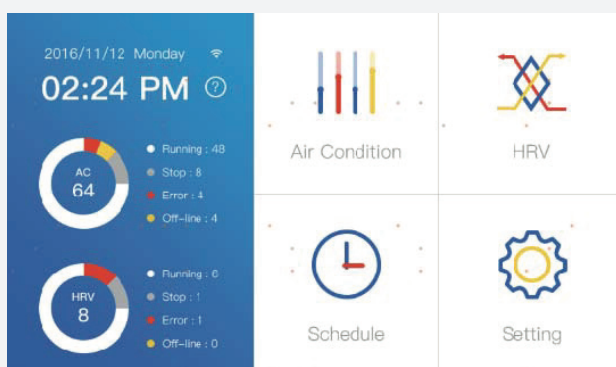 2016/11/12 Monday
02:24 PM ?
AC
64
Running : 48
Stop : 8
Error : 4
Off-line : 4
HRV
8
Running : 6
Stop : 1
Error : 1
Off-line : 0
Air Condition
HRV
Schedule
Setting